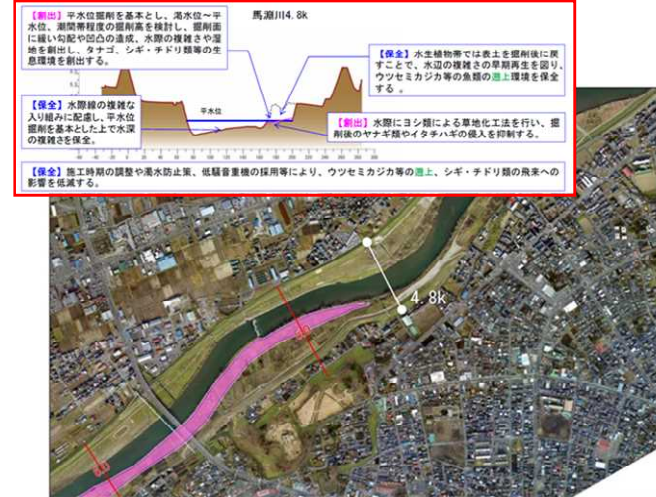 馬淵川4.8k
【創出】平水位掘削を基本とし、渇水位～平
水位、潮間帯程度の掘削高を検討し、掘削面
に緩い勾配や凹凸の造成、水際の複雑さや湿
地を創出し、タナゴ、シギ・チドリ類等の生
息環境を創出する。
【保全】水生植物帯では表土を掘削後に戻
すことで、水辺の複雑さの早期再生を図り、
ウツセミカジカ等の魚類の遡上環境を保全
する。
【保全】水際線の複雑な
入り組みに配慮し、平水位
掘削を基本とした上で水深
の複雑さを保全。
平水位
【創出】水際にヨシ類による草地化工法を行い、掘
削後のヤナギ類やイタチハギの侵入を抑制する。
【保全】施工時期の調整や濁水防止策、低騒音重機の採用等により、ウツセミカジカ等の遡上、シギ・チドリ類の飛来への
影響を低減する。
4.8k